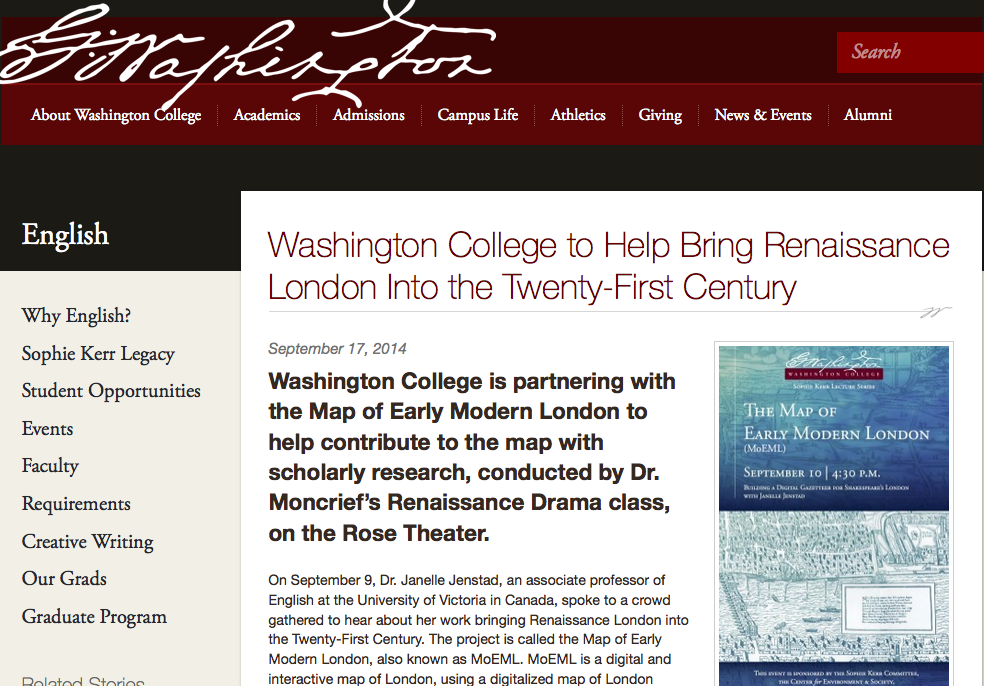 G. Washington
Search
About Washington College
Academics
Admissions
Campus Life
Athletics
Giving
News & Events
Alumni
English
Why English?
Sophie Kerr Legacy
Student Opportunities
Events
Faculty
Requirements
Creative Writing
Our Grads
Graduate Program
Related Stories
Washington College to Help Bring Renaissance
London Into the Twenty-First Century
September 17, 2014
Washington College is partnering with
the Map of Early Modern London to
help contribute to the map with
scholarly research, conducted by Dr.
Moncrief’s Renaissance Drama class,
on the Rose Theater.
On September 9, Dr. Janelle Jenstad, an associate professor of
English at the University of Victoria in Canada, spoke to a crowd
gathered to hear about her work bringing Renaissance London into
the Twenty-First Century. The project is called the Map of Early
Modern London, also known as MoEML. MoEML is a digital and
interactive map of London, using a digitalized map of London
G. Washington
WASHINGTON COLLEGE
SOPHIE KERR LECTURE SERIES
THE MAP OF
EARLY MODERN LONDON
(MoEML)
SEPTEMBER 10 | 4:30 P.M.
BUILDING A DIGITAL GAZETTEER FOR SHAKESPEARE'S LONDON
WITH JANELLE JENSTAD
THIS EVENT IS SPONSORED BY THE SOPHIE KERR COMMITTEE,
THE CENTER for ENVIRONMENT & SOCIETY,